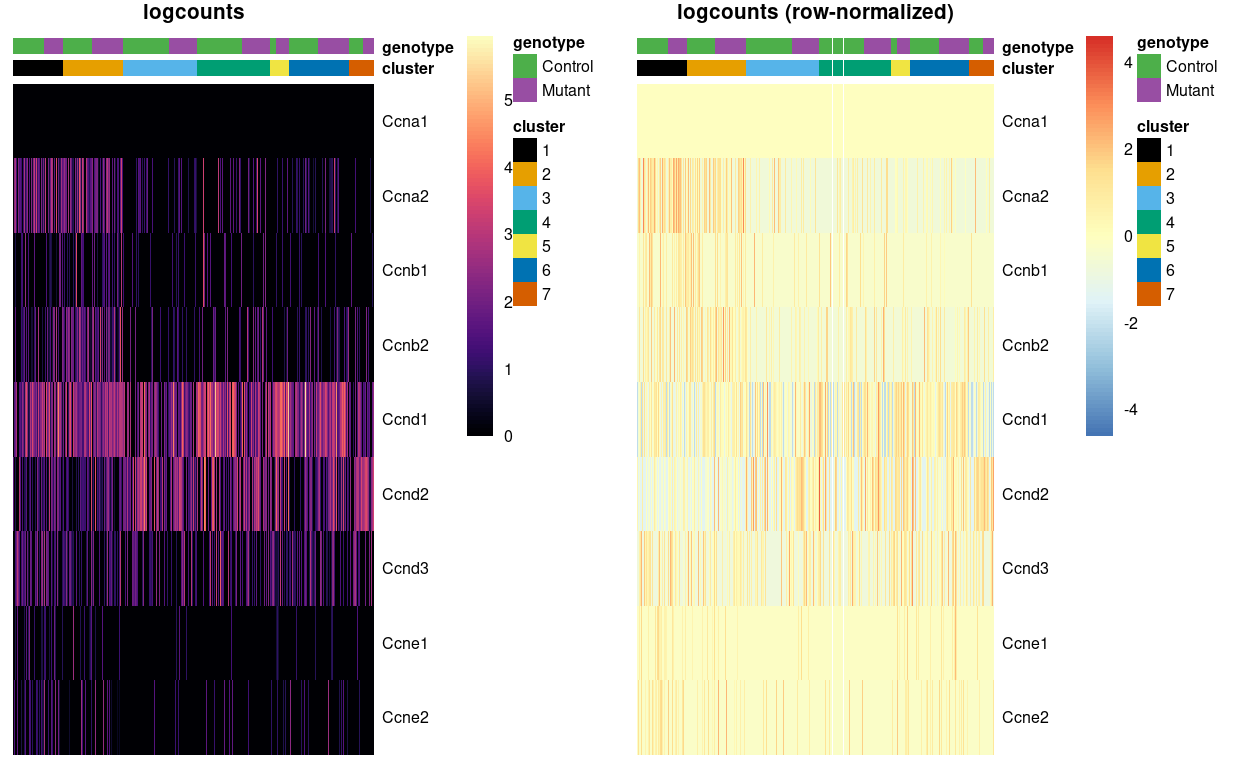 logcounts
genotype
cluster
Ccna1
Ccna2
Ccnb1
Ccnb2
Ccnd1
Ccnd2
Ccnd3
Ccne1
Ccne2
5
4
3
2
1
0
genotype
Control
Mutant
cluster
1
2
3
4
5
6
7
logcounts (row-normalized)
genotype
cluster
Ccna1
Ccna2
Ccnb1
Ccnb2
Ccnd1
Ccnd2
Ccnd3
Ccne1
Ccne2
4
2
0
-2
-4
genotype
Control
Mutant
cluster
1
2
3
4
5
6
7